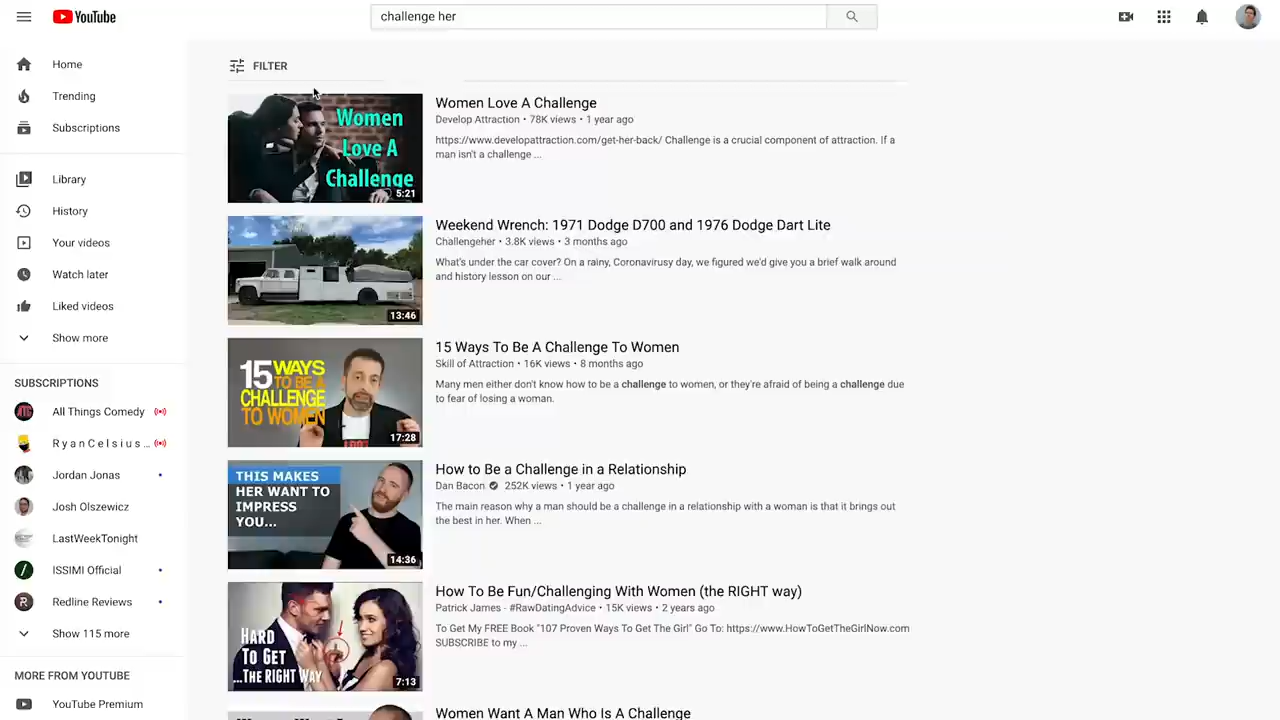 YouTube
challenge her
Home
Trending
Subscriptions
Library
History
Your videos
Watch later
Liked videos
Show more
SUBSCRIPTIONS
All Things Comedy
R y a n C e l s i u s ...
Jordan Jonas
Josh Olszewicz
LastWeekTonight
ISSIMI Official
Redline Reviews
Show 115 more
MORE FROM YOUTUBE
YouTube Premium
FILTER
Women
Love A
Challenge
5:21
Women Love A Challenge
Develop Attraction • 78K views • 1 year ago
https://www.developattraction.com/get-her-back/ Challenge is a crucial component of attraction. If a
man isn't a challenge ...
13:46
Weekend Wrench: 1971 Dodge D700 and 1976 Dodge Dart Lite
Challengeher • 3.8K views • 3 months ago
What's under the car cover? On a rainy, Coronavirusy day, we figured we'd give you a brief walk around
and history lesson on our ...
15 WAYS
TO BE A
CHALLENGE
TO WOMEN
17:28
15 Ways To Be A Challenge To Women
Skill of Attraction • 16K views • 8 months ago
Many men either don't know how to be a challenge to women, or they're afraid of being a challenge due
to fear of losing a woman.
THIS MAKES
HER WANT TO
IMPRESS
YOU...
14:36
How to Be a Challenge in a Relationship
Dan Bacon 252K views • 1 year ago
The main reason why a man should be a challenge in a relationship with a woman is that it brings out
the best in her. When ...
HARD
TO GET
...THE RIGHT WAY
7:13
How To Be Fun/Challenging With Women (the RIGHT way)
Patrick James - #RawDatingAdvice • 15K views • 2 years ago
To Get My FREE Book "107 Proven Ways To Get The Girl" Go To: https://www.HowToGetTheGirlNow.com
SUBSCRIBE to my ...
Women Want A Man Who Is A Challenge